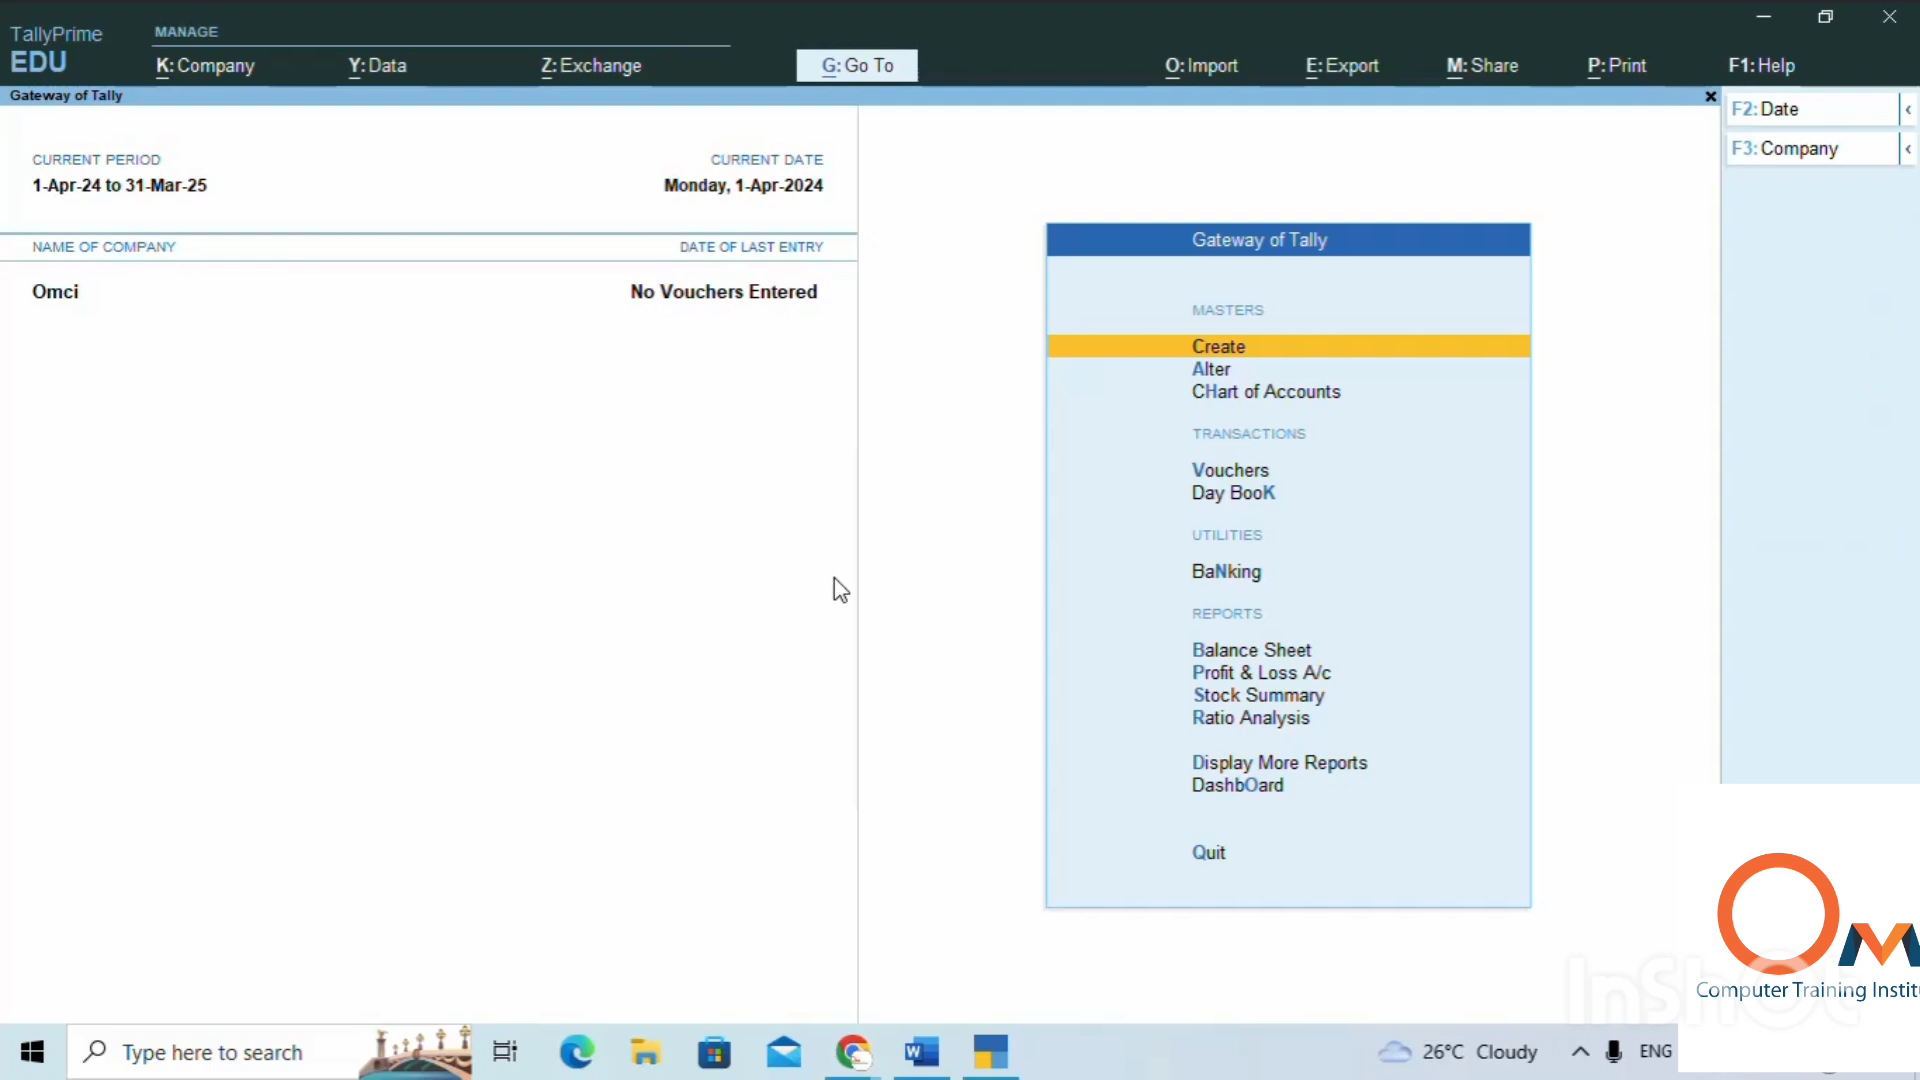 TallyPrime
EDU
MANAGE
K: Company
Y: Data
Z: Exchange
G: Go To
O: Import
E: Export
M: Share
P: Print
F1: Help
Gateway of Tally
F2: Date
F3: Company
CURRENT PERIOD
CURRENT DATE
1-Apr-24 to 31-Mar-25
Monday, 1-Apr-2024
NAME OF COMPANY
DATE OF LAST ENTRY
Omci
No Vouchers Entered
Gateway of Tally
MASTERS
Create
Alter
CHart of Accounts
TRANSACTIONS
Vouchers
Day BooK
UTILITIES
BaNking
REPORTS
Balance Sheet
Profit & Loss A/c
Stock Summary
Ratio Analysis
Display More Reports
DashbOard
Quit
OM
Computer Training Institu
InShOt
Type here to search
26°C Cloudy
ENG